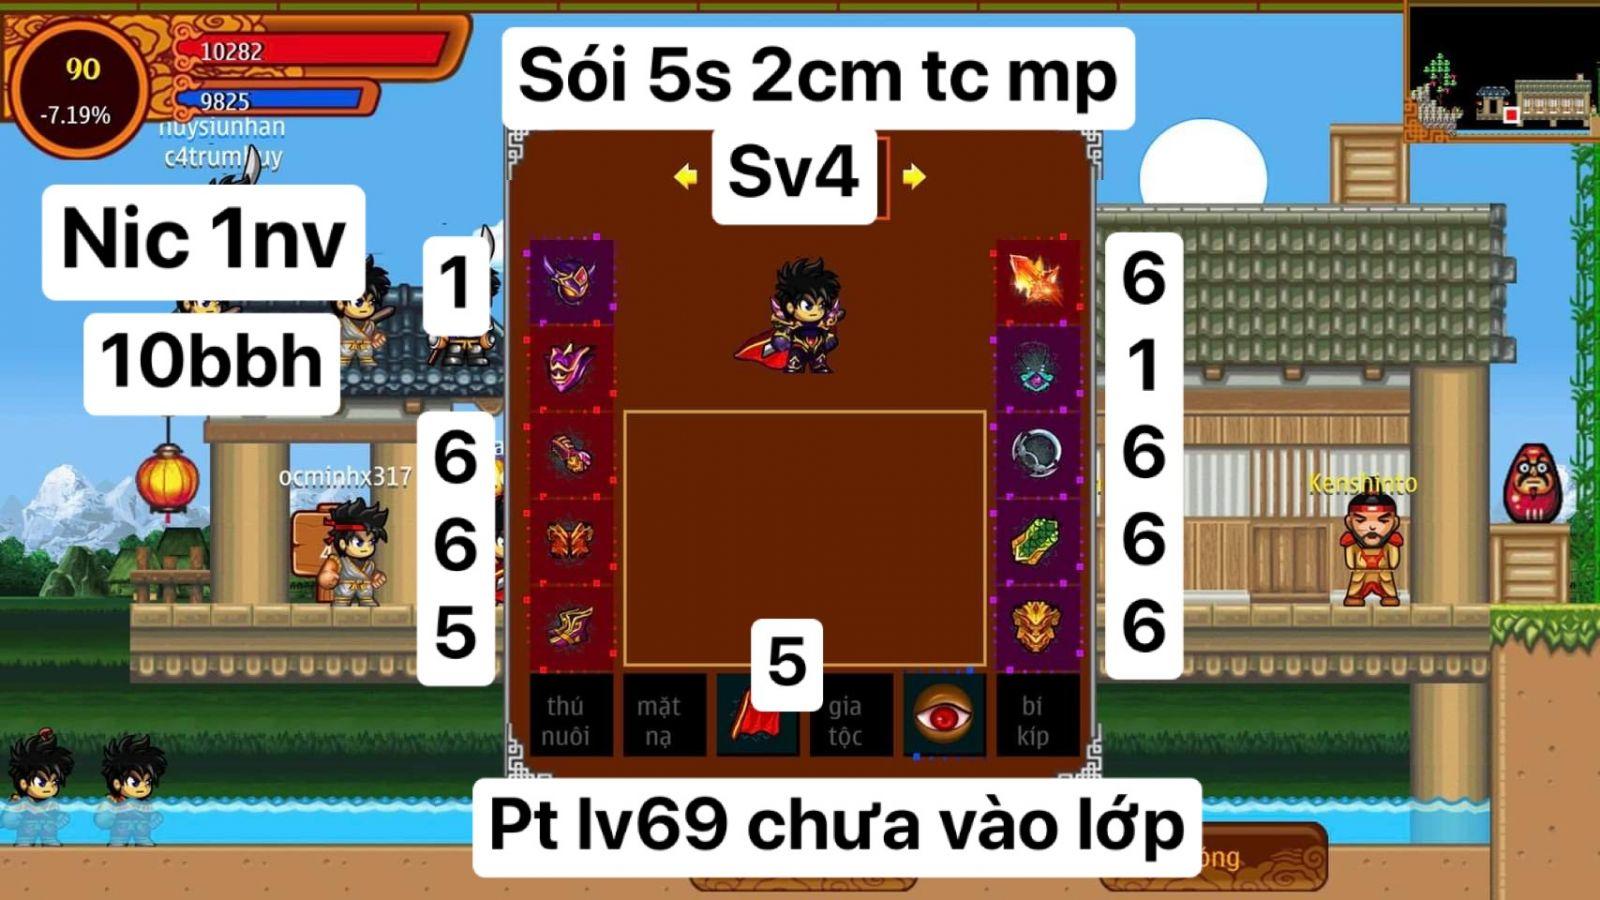 10282
90
-7.19%
9825
Sói 5s 2cm tc mp
Sv4
nuysiunhan
c4trumhuy
Nic 1nv
10bbh
1
6
6
5
6
1
6
6
6
ocminhx317
Kenshinto
5
thú nuôi
mặt nạ
gia tộc
bí kíp
Pt lv69 chưa vào lớp